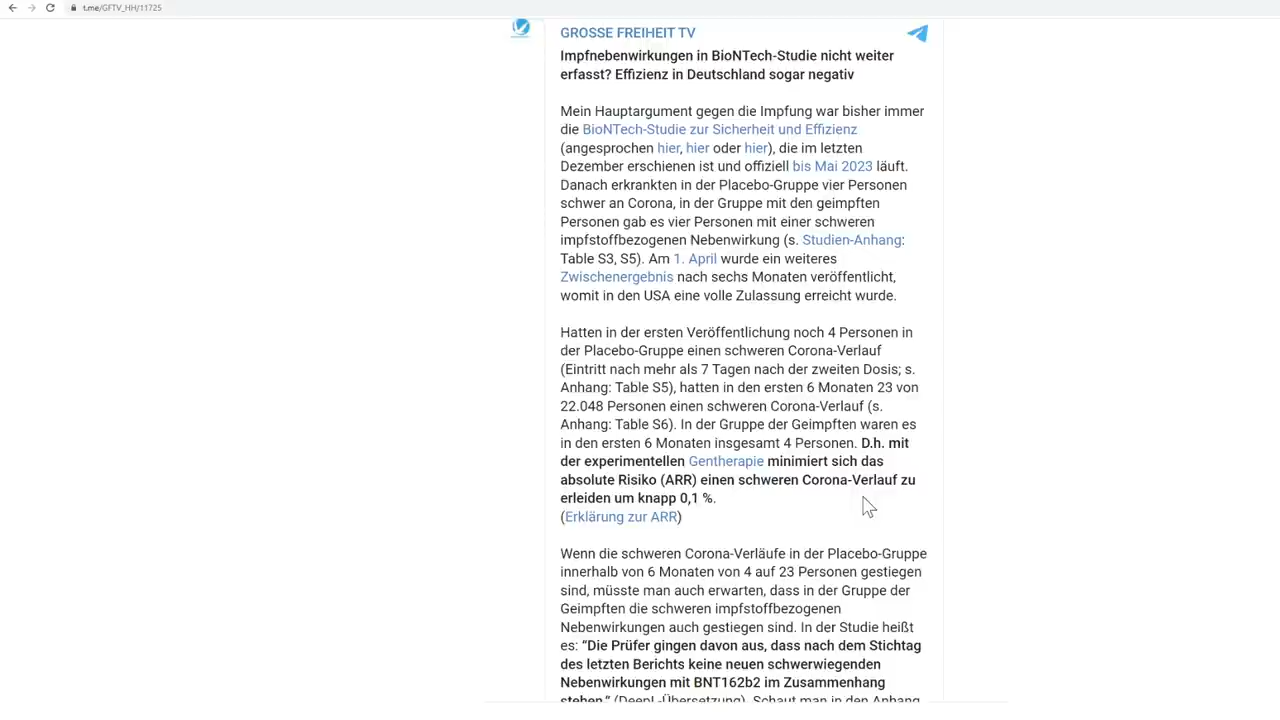 t.me/GFTV_HH/11725
GROSSE FREIHEIT TV
Impfnebenwirkungen in BioNTech-Studie nicht weiter
erfasst? Effizienz in Deutschland sogar negativ
Mein Hauptargument gegen die Impfung war bisher immer
die BioNTech-Studie zur Sicherheit und Effizienz
(angesprochen hier, hier oder hier), die im letzten
Dezember erschienen ist und offiziell bis Mai 2023 läuft.
Danach erkrankten in der Placebo-Gruppe vier Personen
schwer an Corona, in der Gruppe mit den geimpften
Personen gab es vier Personen mit einer schweren
impfstoffbezogenen Nebenwirkung (s. Studien-Anhang:
Table S3, S5). Am 1. April wurde ein weiteres
Zwischenergebnis nach sechs Monaten veröffentlicht,
womit in den USA eine volle Zulassung erreicht wurde.
Hatten in der ersten Veröffentlichung noch 4 Personen in
der Placebo-Gruppe einen schweren Corona-Verlauf
(Eintritt nach mehr als 7 Tagen nach der zweiten Dosis; s.
Anhang: Table S5), hatten in den ersten 6 Monaten 23 von
22.048 Personen einen schweren Corona-Verlauf (s.
Anhang: Table S6). In der Gruppe der Geimpften waren es
in den ersten 6 Monaten insgesamt 4 Personen. D.h. mit
der experimentellen Gentherapie minimiert sich das
absolute Risiko (ARR) einen schweren Corona-Verlauf zu
erleiden um knapp 0,1 %.
(Erklärung zur ARR)
Wenn die schweren Corona-Verläufe in der Placebo-Gruppe
innerhalb von 6 Monaten von 4 auf 23 Personen gestiegen
sind, müsste man auch erwarten, dass in der Gruppe der
Geimpften die schweren impfstoffbezogenen
Nebenwirkungen auch gestiegen sind. In der Studie heißt
es: “Die Prüfer gingen davon aus, dass nach dem Stichtag
des letzten Berichts keine neuen schwerwiegenden
Nebenwirkungen mit BNT162b2 im Zusammenhang
stehen.“ (DeepL-Übersetzung). Schaut man in den Anhang